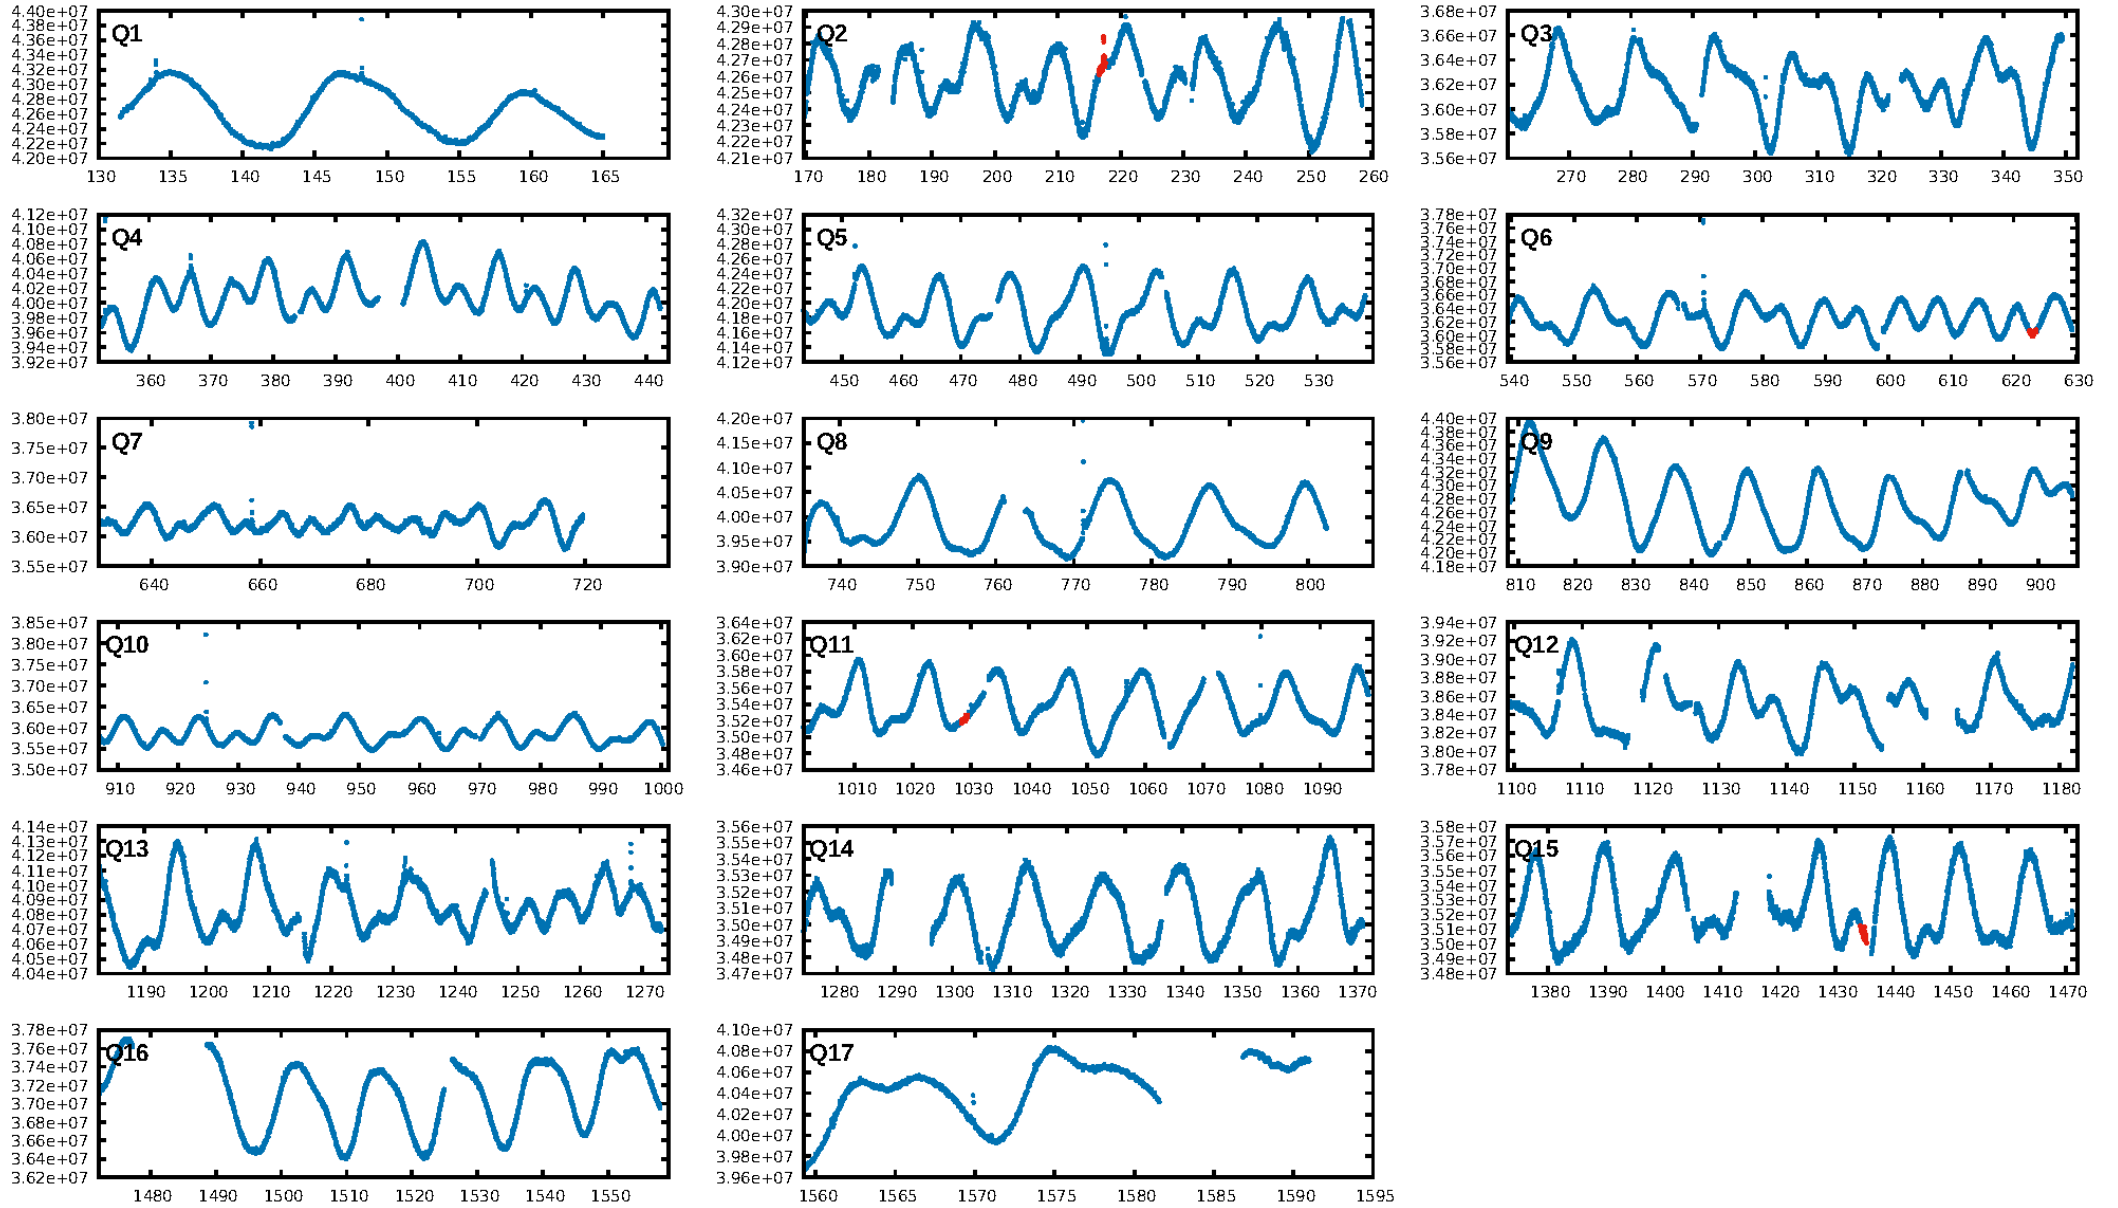 4.40e+07
4.38e+07
4.36e+07
4.34e+07
4.32e+07
4.30e+07
4.28e+07
4.26e+07
4.24e+07
4.22e+07
4.20e+07
Q1
130 135 140 145 150 155 160 165
4.30e+07
4.29e+07
4.28e+07
4.27e+07
4.26e+07
4.25e+07
4.24e+07
4.23e+07
4.22e+07
4.21e+07
Q2
170 180 190 200 210 220 230 240 250 260
3.68e+07
3.66e+07
3.64e+07
3.62e+07
3.60e+07
3.58e+07
3.56e+07
Q3
270 280 290 300 310 320 330 340 350
4.12e+07
4.10e+07
4.08e+07
4.06e+07
4.04e+07
4.02e+07
4.00e+07
3.98e+07
3.96e+07
3.94e+07
3.92e+07
Q4
360 370 380 390 400 410 420 430 440
4.32e+07
4.30e+07
4.28e+07
4.26e+07
4.24e+07
4.22e+07
4.20e+07
4.18e+07
4.16e+07
4.14e+07
4.12e+07
Q5
450 460 470 480 490 500 510 520 530
3.78e+07
3.76e+07
3.74e+07
3.72e+07
3.70e+07
3.68e+07
3.66e+07
3.64e+07
3.62e+07
3.60e+07
3.58e+07
3.56e+07
Q6
540 550 560 570 580 590 600 610 620 630
3.80e+07
3.75e+07
3.70e+07
3.65e+07
3.60e+07
3.55e+07
Q7
640 660 680 700 720
4.20e+07
4.15e+07
4.10e+07
4.05e+07
4.00e+07
3.95e+07
3.90e+07
Q8
740 750 760 770 780 790 800
4.40e+07
4.38e+07
4.36e+07
4.34e+07
4.32e+07
4.30e+07
4.28e+07
4.26e+07
4.24e+07
4.22e+07
4.20e+07
4.18e+07
Q9
810 820 830 840 850 860 870 880 890 900
3.85e+07
3.80e+07
3.75e+07
3.70e+07
3.65e+07
3.60e+07
3.55e+07
3.50e+07
Q10
910 920 930 940 950 960 970 980 990 1000
3.64e+07
3.62e+07
3.60e+07
3.58e+07
3.56e+07
3.54e+07
3.52e+07
3.50e+07
3.48e+07
3.46e+07
Q11
1010 1020 1030 1040 1050 1060 1070 1080 1090
3.94e+07
3.92e+07
3.90e+07
3.88e+07
3.86e+07
3.84e+07
3.82e+07
3.80e+07
3.78e+07
Q12
1100 1110 1120 1130 1140 1150 1160 1170 1180
4.14e+07
4.13e+07
4.12e+07
4.11e+07
4.10e+07
4.09e+07
4.08e+07
4.07e+07
4.06e+07
4.05e+07
4.04e+07
Q13
1190 1200 1210 1220 1230 1240 1250 1260 1270
3.56e+07
3.55e+07
3.54e+07
3.53e+07
3.52e+07
3.51e+07
3.50e+07
3.49e+07
3.48e+07
3.47e+07
Q14
1280 1290 1300 1310 1320 1330 1340 1350 1360 1370
3.58e+07
3.57e+07
3.56e+07
3.55e+07
3.54e+07
3.53e+07
3.52e+07
3.51e+07
3.50e+07
3.49e+07
3.48e+07
Q15
1380 1390 1400 1410 1420 1430 1440 1450 1460 1470
3.78e+07
3.76e+07
3.74e+07
3.72e+07
3.70e+07
3.68e+07
3.66e+07
3.64e+07
3.62e+07
Q16
1480 1490 1500 1510 1520 1530 1540 1550
4.10e+07
4.08e+07
4.06e+07
4.04e+07
4.02e+07
4.00e+07
3.98e+07
3.96e+07
Q17
1560 1565 1570 1575 1580 1585 1590 1595